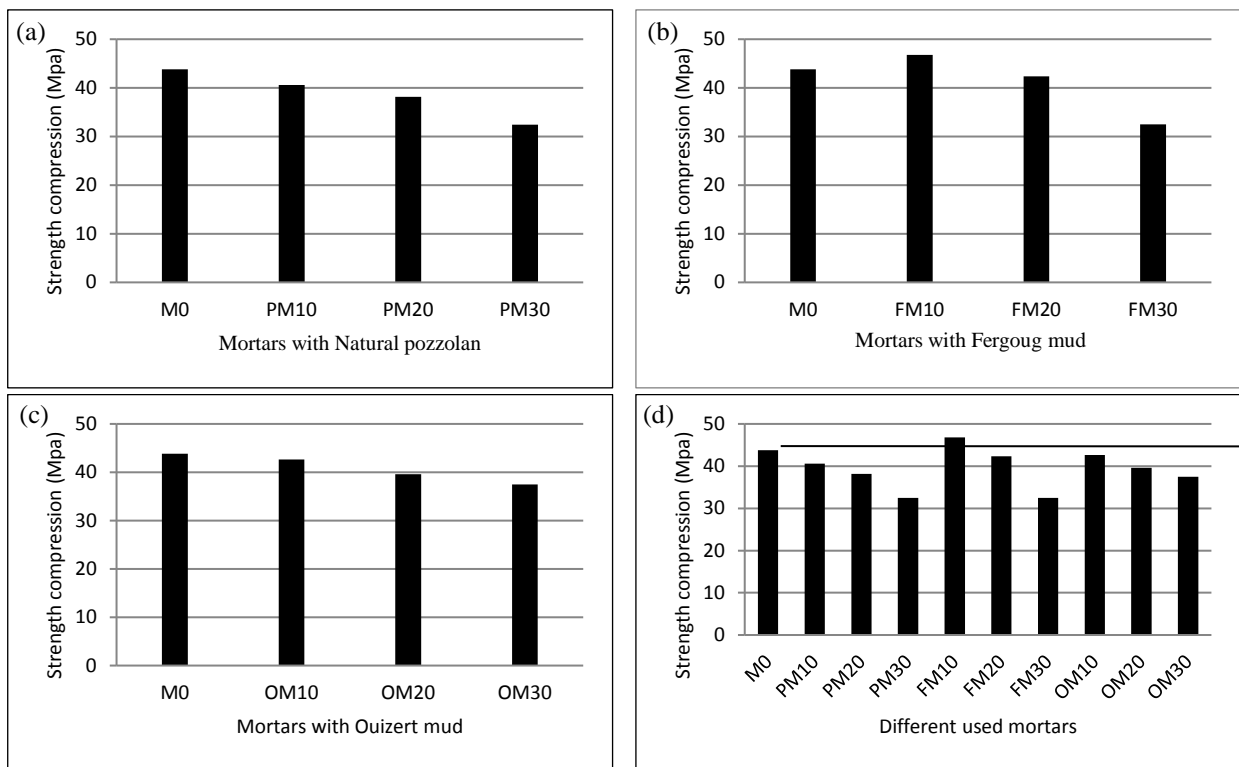 (a)
Strength compression (Mpa)
50
40
30
20
10
0
M0 PM10 PM20 PM30
Mortars with Natural pozzolan
(b)
Strength compression (Mpa)
50
40
30
20
10
0
M0 FM10 FM20 FM30
Mortars with Fergoug mud
(c)
Strength compression (Mpa)
50
40
30
20
10
0
M0 OM10 OM20 OM30
Mortars with Ouizert mud
(d)
Strength compression (Mpa)
50
40
30
20
10
0
M0 PM10 PM20 PM30 FM10 FM20 FM30 OM10 OM20 OM30
Different used mortars